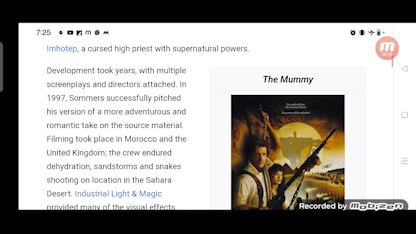 7:25
Imhotep, a cursed high priest with supernatural powers.
Development took years, with multiple
screenplays and directors attached. In
1997, Sommers successfully pitched
his version of a more adventurous and
romantic take on the source material.
Filming took place in Morocco and the
United Kingdom; the crew endured
dehydration, sandstorms and snakes
shooting on location in the Sahara
Desert. Industrial Light & Magic
provided many of the visual effects.
The Mummy
Recorded by MOBIZEN